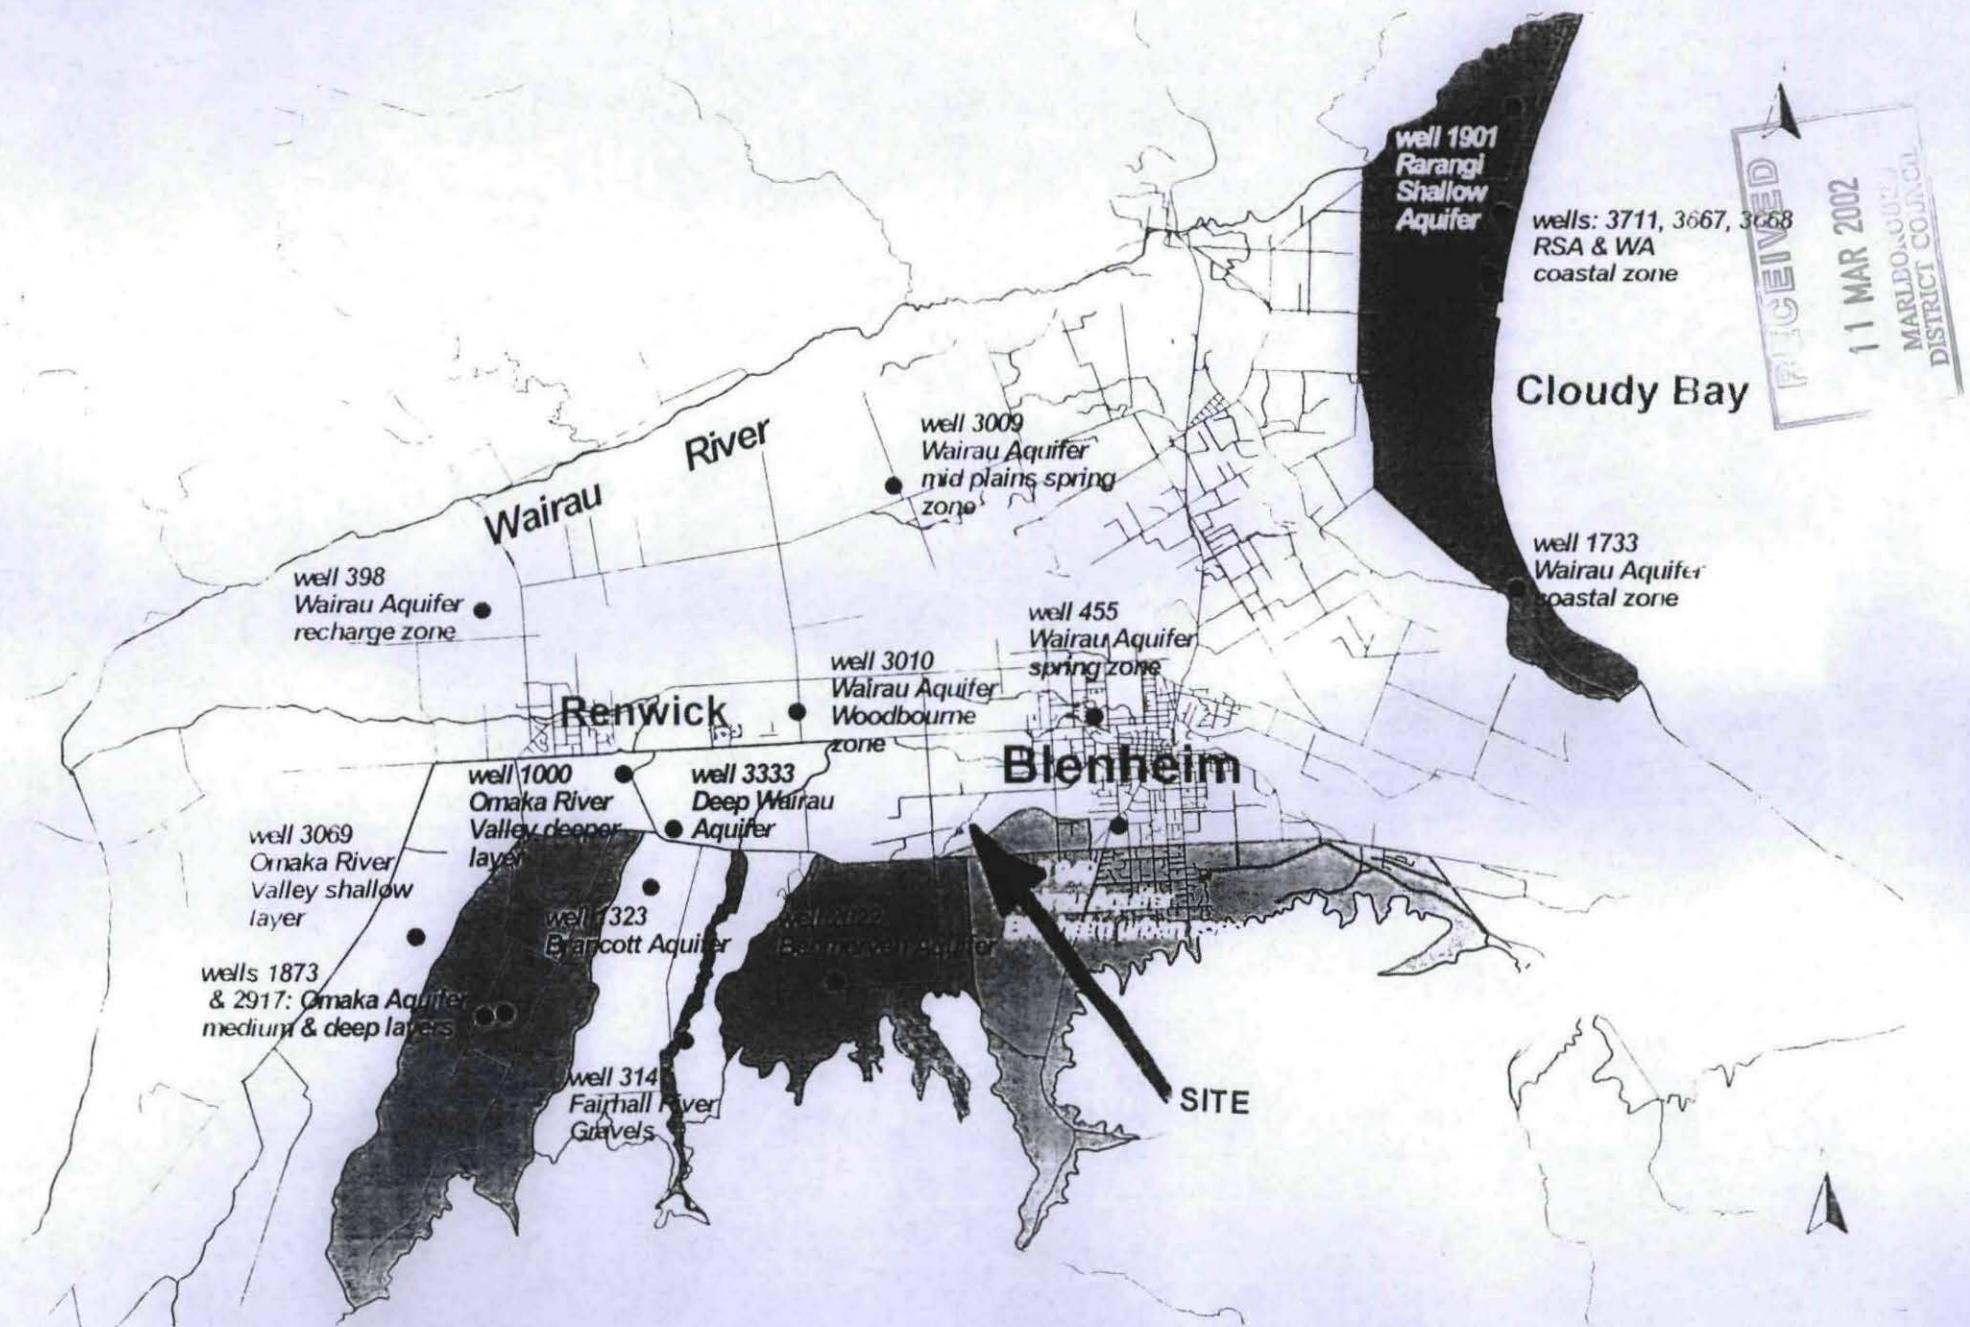 well 1901
Rarangi
Shallow
Aquifer
wells: 3711, 3667, 3668
RSA & WA
coastal zone
RECEIVED
11 MAR 2002
MARLBOROUGH
DISTRICT COUNCIL
Cloudy Bay
well 3009
Wairau Aquifer
mid plains spring
zone
Wairau River
well 398
Wairau Aquifer
recharge zone
well 1733
Wairau Aquifer
coastal zone
well 455
Wairau Aquifer
spring zone
well 3010
Wairau Aquifer
Woodbourne
zone
Renwick
Blenheim
well 1000
Omaka River
Valley deeper
layer
well 3333
Deep Wairau
Aquifer
well 3069
Omaka River
Valley shallow
layer
well 1323
Brancott Aquifer
well
Benmorven Aquifer
wells 1873
& 2917: Omaka Aquifer
medium & deep layers
well 314
Fairhall River
Gravels
SITE